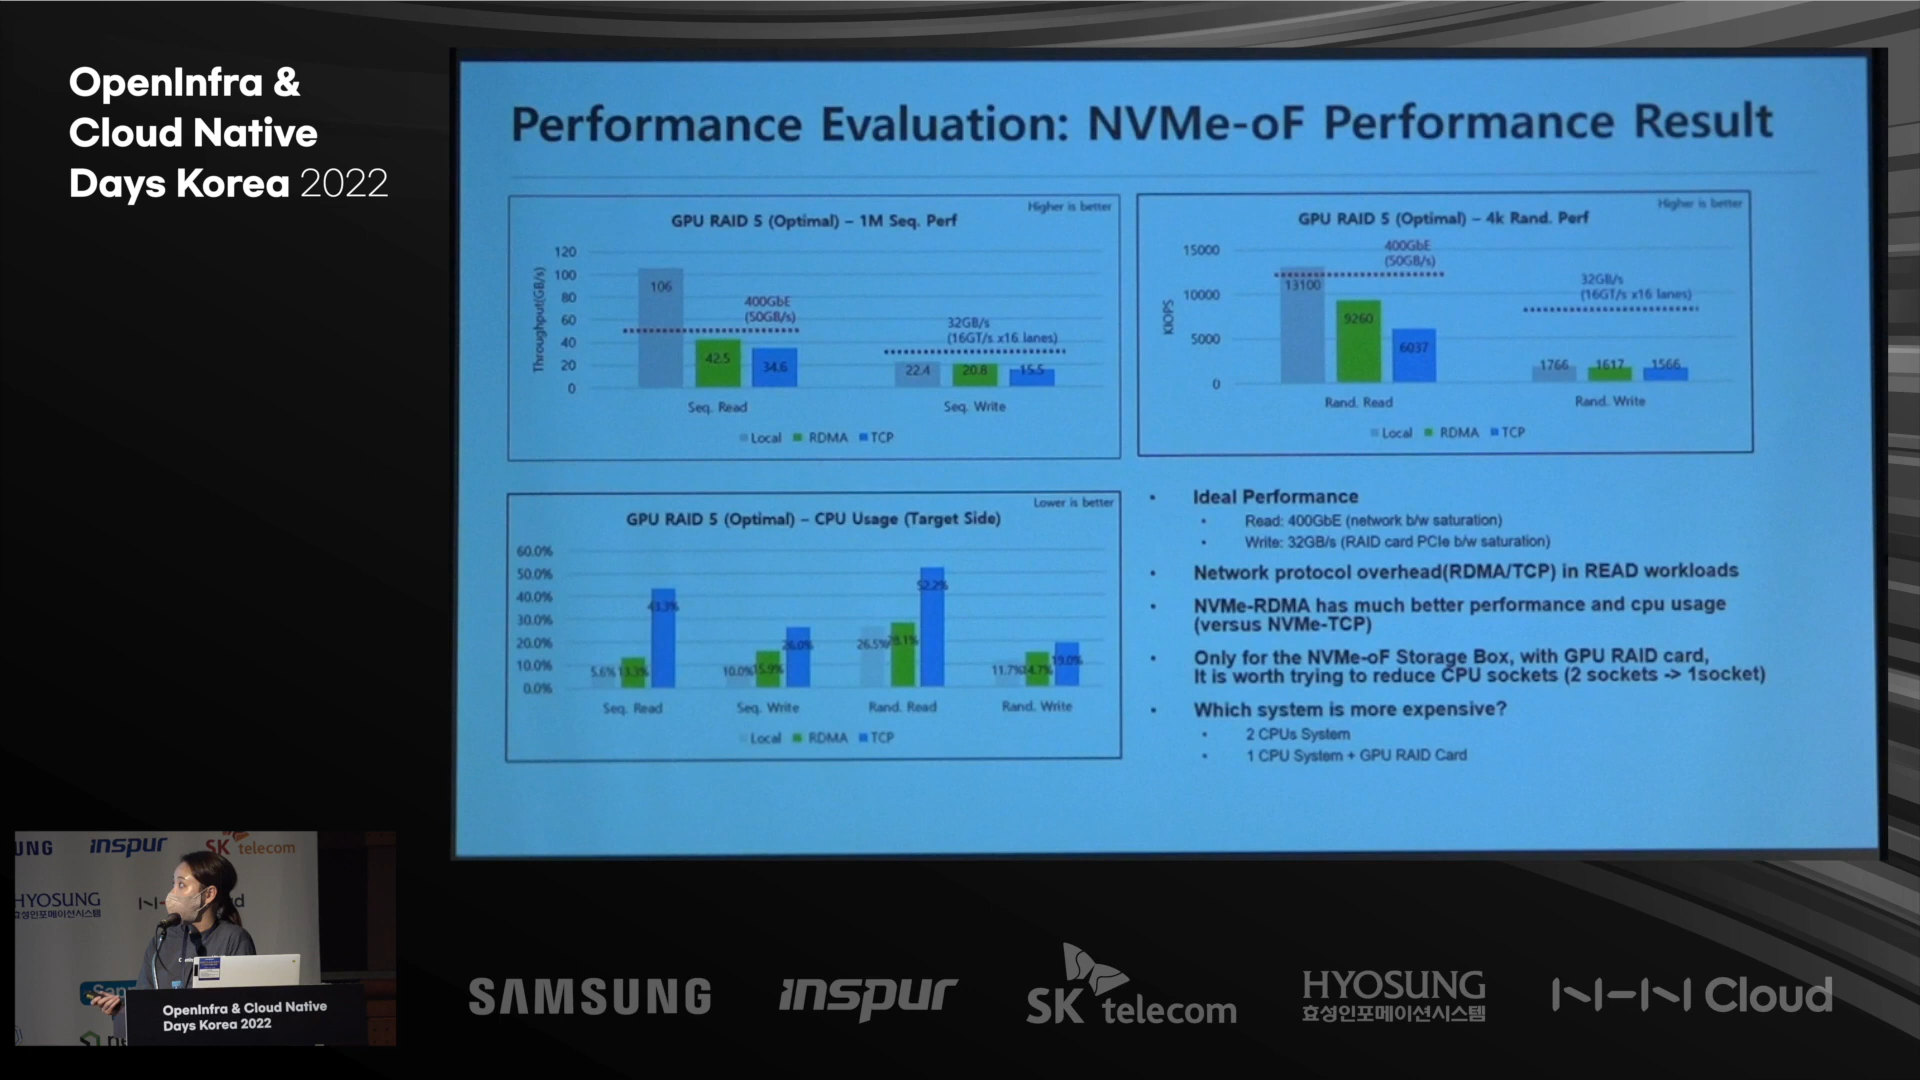 OpenInfra &
Cloud Native
Days Korea 2022
Performance Evaluation: NVMe-oF Performance Result
Higher is better
GPU RAID 5 (Optimal) – 1M Seq. Perf
Throughput(GB/s)
120
100
80
60
40
20
0
106
400GbE
(50GB/s)
42.5
34.6
32GB/s
(16GT/s x16 lanes)
22.4
20.8
15.5
Seq. Read
Seq. Write
Local RDMA TCP
Higher is better
GPU RAID 5 (Optimal) – 4k Rand. Perf
KIOPS
15000
10000
5000
0
400GbE
(50GB/s)
13100
9260
6037
32GB/s
(16GT/s x16 lanes)
1766
1617
1566
Rand. Read
Rand. Write
Local RDMA TCP
Lower is better
GPU RAID 5 (Optimal) – CPU Usage (Target Side)
60.0%
50.0%
40.0%
30.0%
20.0%
10.0%
0.0%
5.6%
13.3%
43.3%
10.0%
15.9%
26.0%
26.5%
28.1%
52.2%
11.7%
14.7%
19.0%
Seq. Read
Seq. Write
Rand. Read
Rand. Write
Local RDMA TCP
• Ideal Performance
• Read: 400GbE (network b/w saturation)
• Write: 32GB/s (RAID card PCIe b/w saturation)
• Network protocol overhead(RDMA/TCP) in READ workloads
• NVMe-RDMA has much better performance and cpu usage
(versus NVMe-TCP)
• Only for the NVMe-oF Storage Box, with GPU RAID card,
It is worth trying to reduce CPU sockets (2 sockets -> 1socket)
• Which system is more expensive?
• 2 CPUs System
• 1 CPU System + GPU RAID Card
UNG
inspur
SK telecom
HYOSUNG
효성인포메이션시스템
OpenInfra & Cloud Native
Days Korea 2022
SAMSUNG
inspur
SK telecom
HYOSUNG
효성인포메이션시스템
NHN Cloud